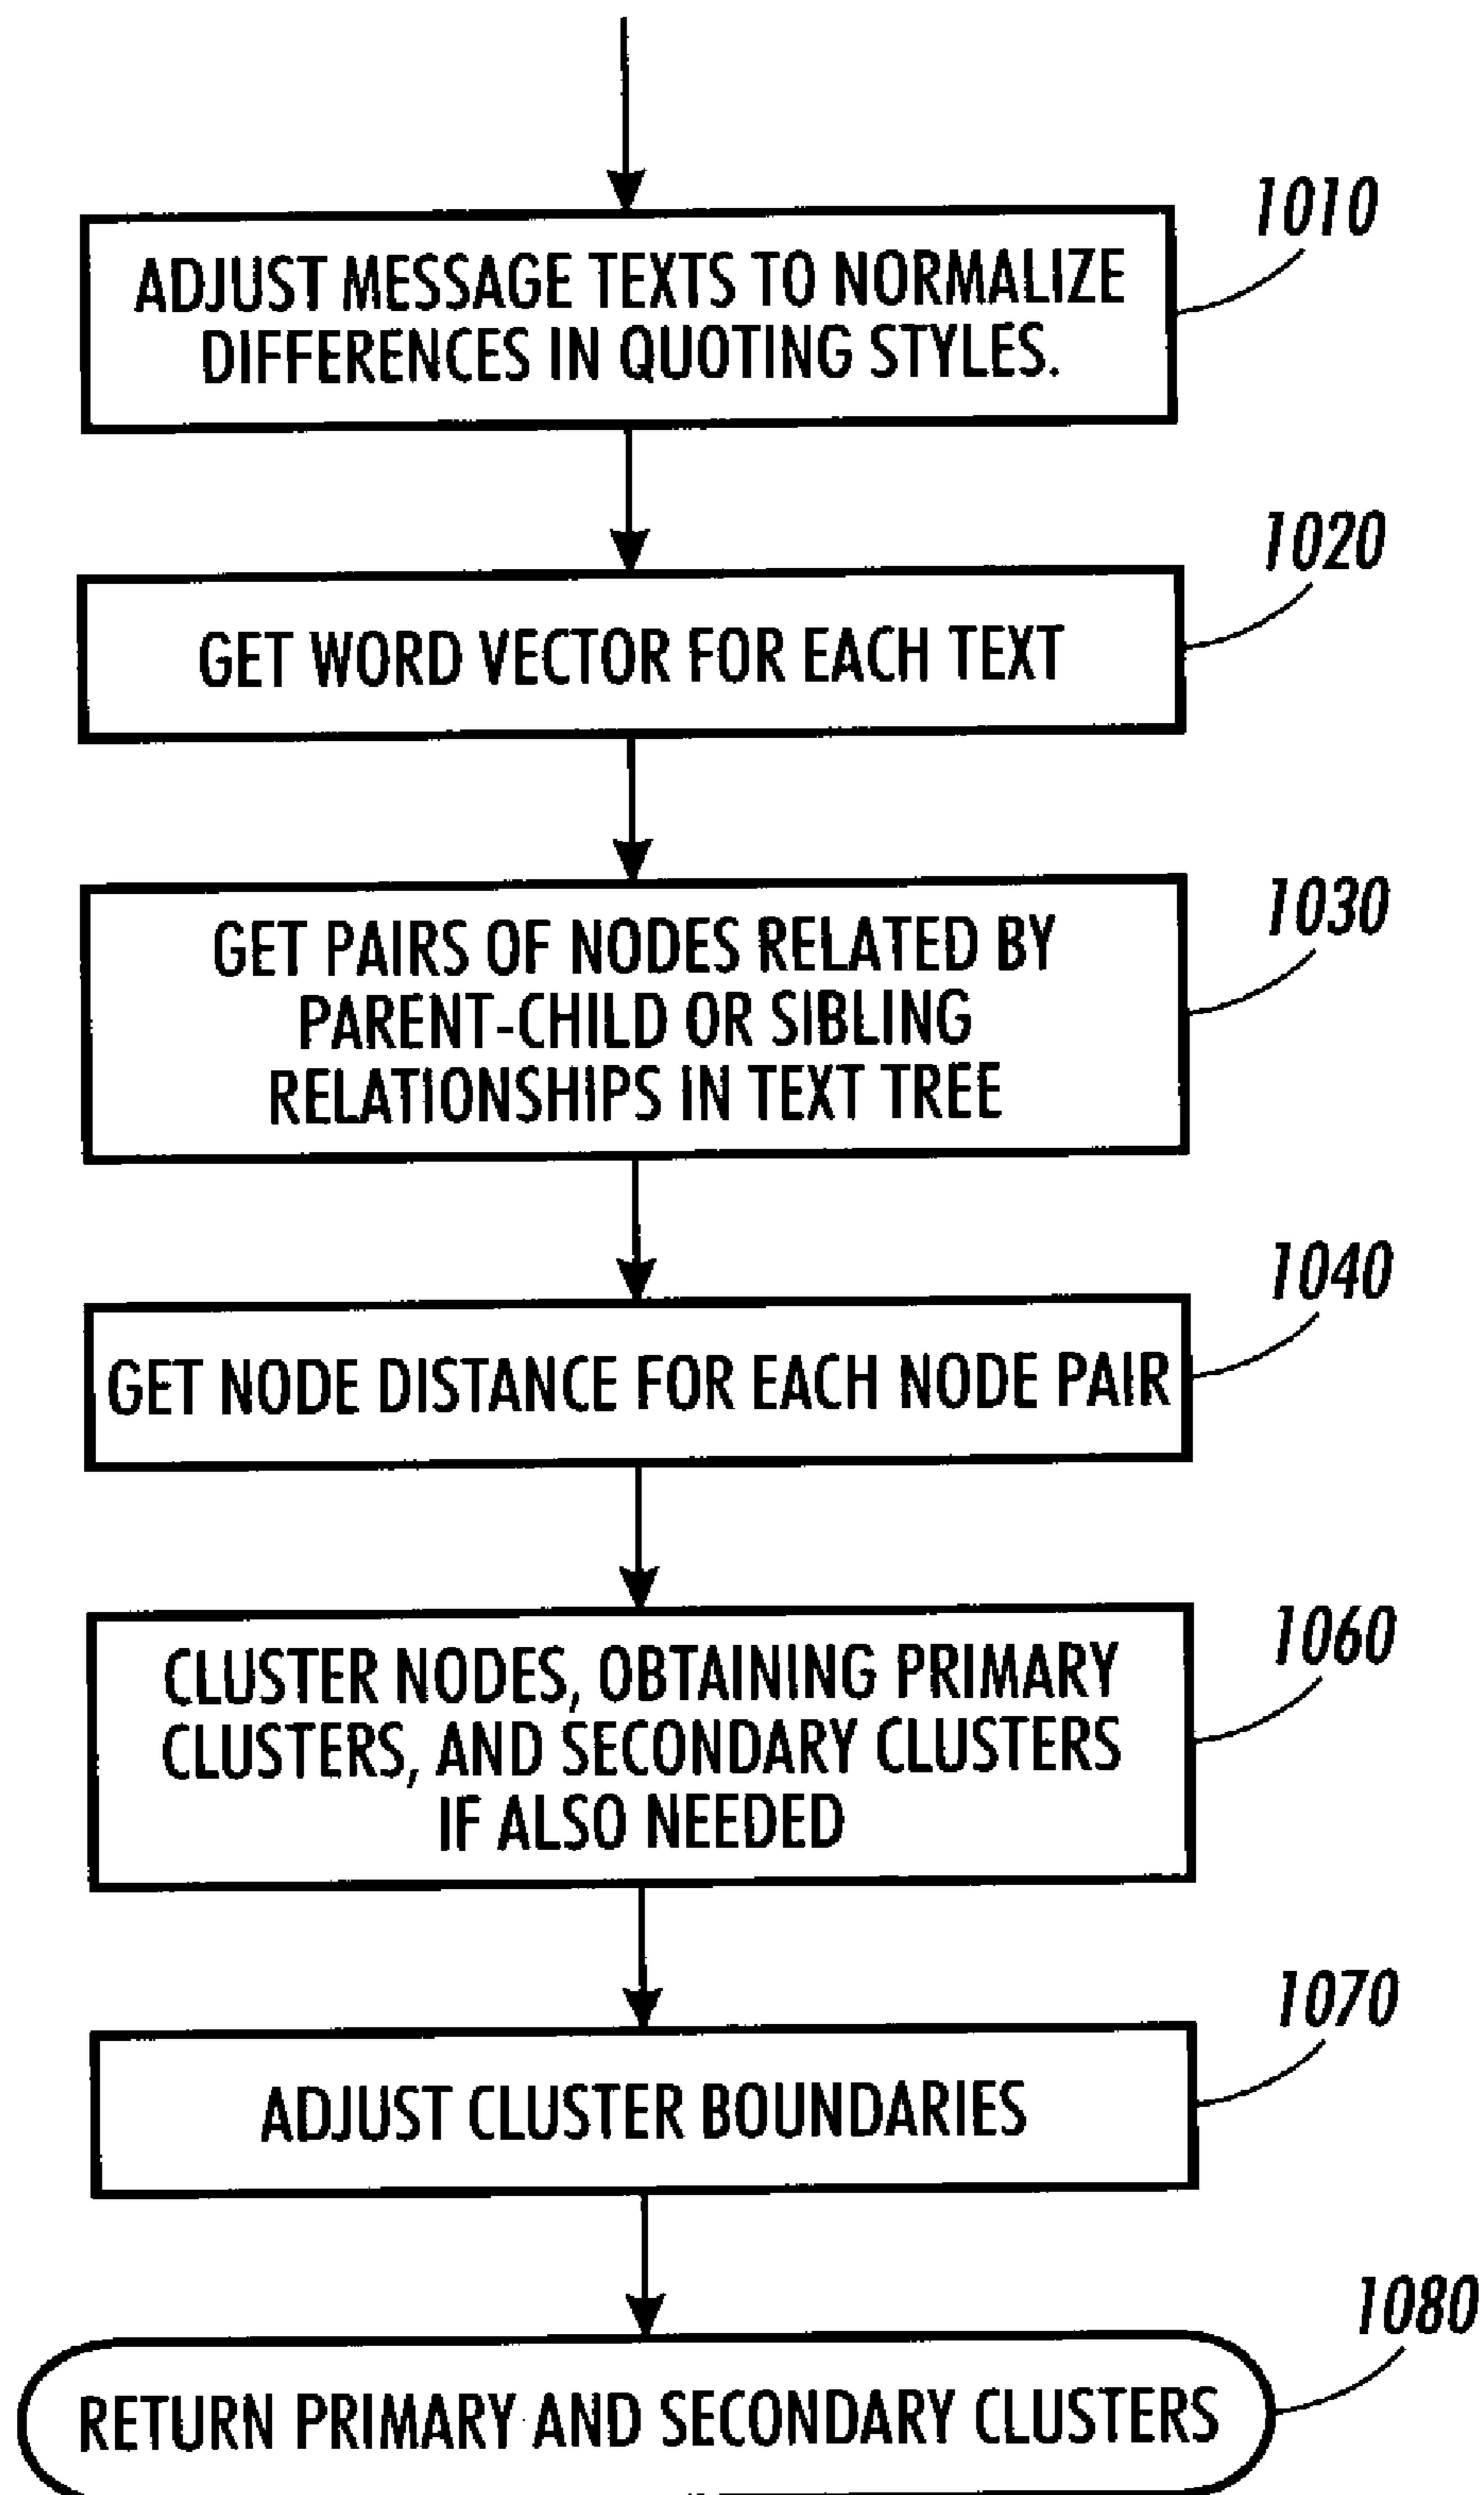 1010
ADJUST MESSAGE TEXTS TO NORMALIZE
DIFFERENCES IN QUOTING STYLES.
1020
GET WORD VECTOR FOR EACH TEXT
1030
GET PAIRS OF NODES RELATED BY
PARENT-CHILD OR SIBLING
RELATIONSHIPS IN TEXT TREE
1040
GET NODE DISTANCE FOR EACH NODE PAIR
1060
CLUSTER NODES, OBTAINING PRIMARY
CLUSTERS, AND SECONDARY CLUSTERS
IF ALSO NEEDED
1070
ADJUST CLUSTER BOUNDARIES
1080
RETURN PRIMARY AND SECONDARY CLUSTERS